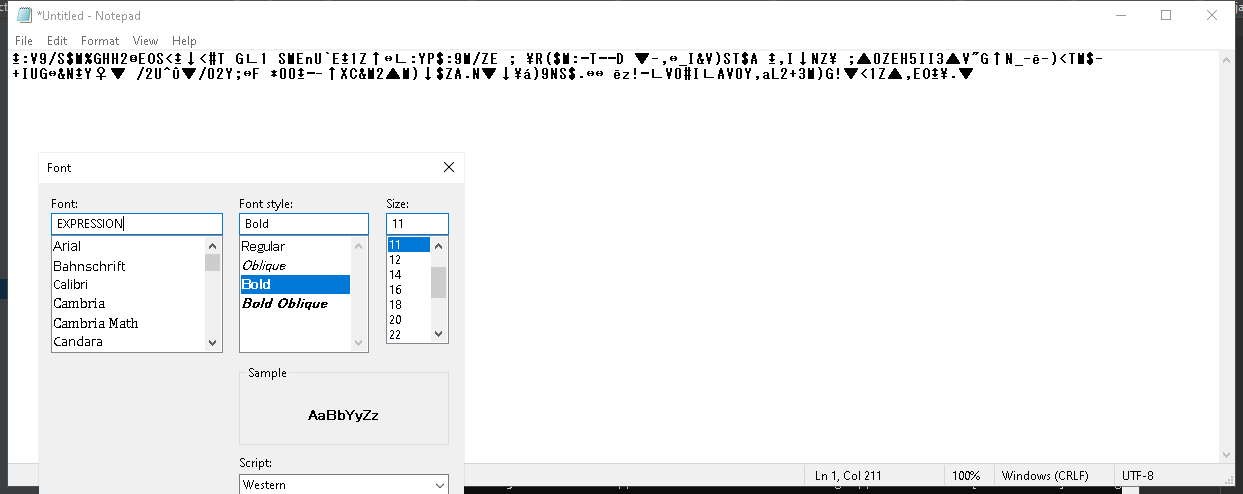 *Untitled - Notepad
File Edit Format View Help
±:V9/S$M%GHH2⇔EOS<±↓<#T G∟1 SMEnU`E±1Z↑⇔∟:YP$:9M/ZE ; ¥R($M:-T--D ▼-,⇔_I&V)ST$A ±,I↓NZ¥ ;▲OZEH5II3▲V˝G↑N_-ē-)<TM$-
+IUG⇔&N±Y♀▼ /2U^û▼/O2Y;⇔F *OO±--↑XC&M2▲M)↓$ZA.N▼↓¥á)9NS$.⇔⇔ ēz!-∟VO#I∟AVOY,aL2+3M)G!▼<1Z▲,EO±¥.▼
Font
Font: Font style: Size:
EXPRESSION Bold 11
Arial Regular 11
Bahnschrift Oblique 12
Calibri Bold 14
Cambria Bold Oblique 16
Cambria Math 18
Candara 20
22
Sample
AaBbYyZz
Script:
Western
Ln 1, Col 211 100% Windows (CRLF) UTF-8